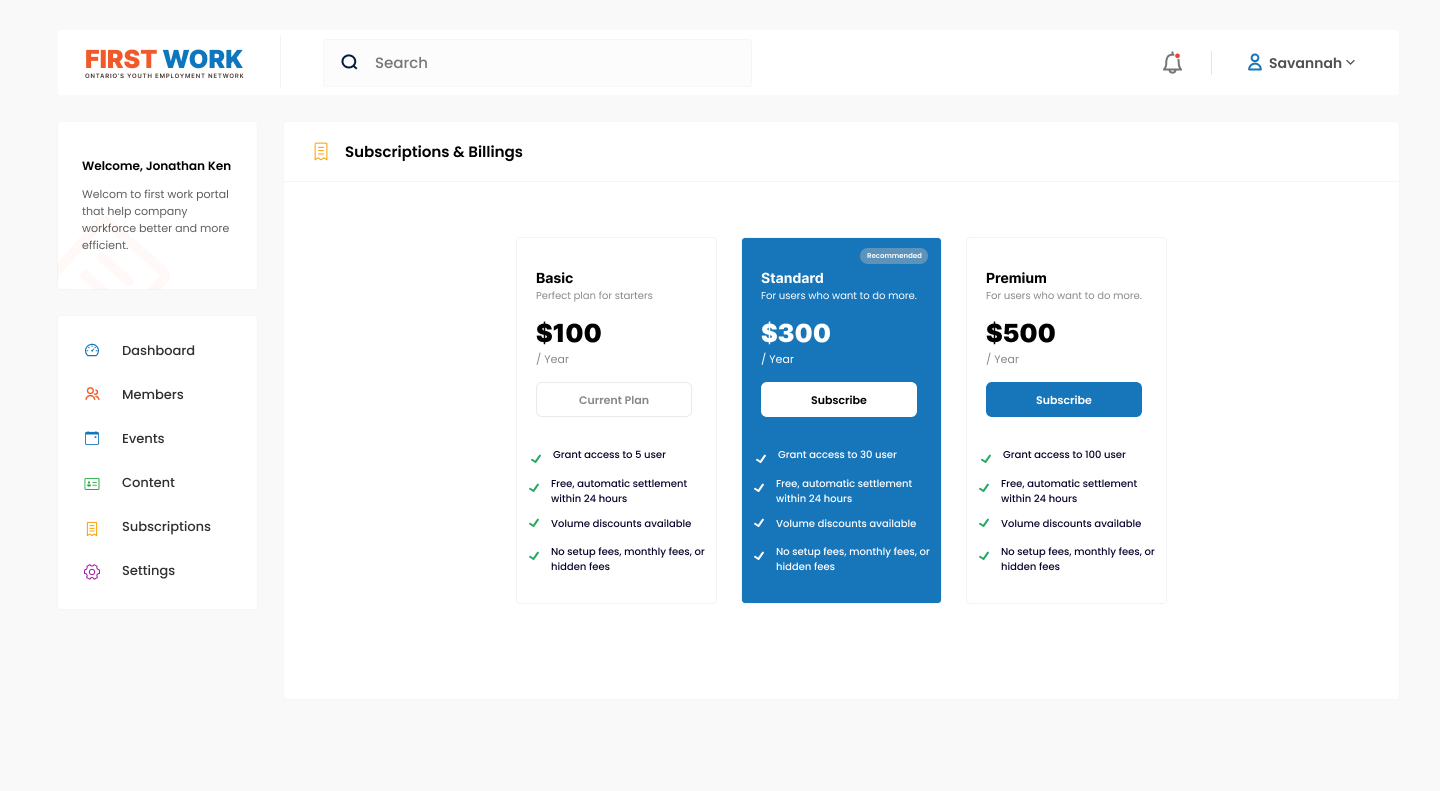 FIRST WORK
ONTARIO'S YOUTH EMPLOYMENT NETWORK
Search
Savannah
Welcome, Jonathan Ken
Welcom to first work portal
that help company
workforce better and more
efficient.
Dashboard
Members
Events
Content
Subscriptions
Settings
Subscriptions & Billings
Basic
Perfect plan for starters
$100
/ Year
Current Plan
Grant access to 5 user
Free, automatic settlement
within 24 hours
Volume discounts available
No setup fees, monthly fees, or
hidden fees
Recommended
Standard
For users who want to do more.
$300
/ Year
Subscribe
Grant access to 30 user
Free, automatic settlement
within 24 hours
Volume discounts available
No setup fees, monthly fees, or
hidden fees
Premium
For users who want to do more.
$500
/ Year
Subscribe
Grant access to 100 user
Free, automatic settlement
within 24 hours
Volume discounts available
No setup fees, monthly fees, or
hidden fees